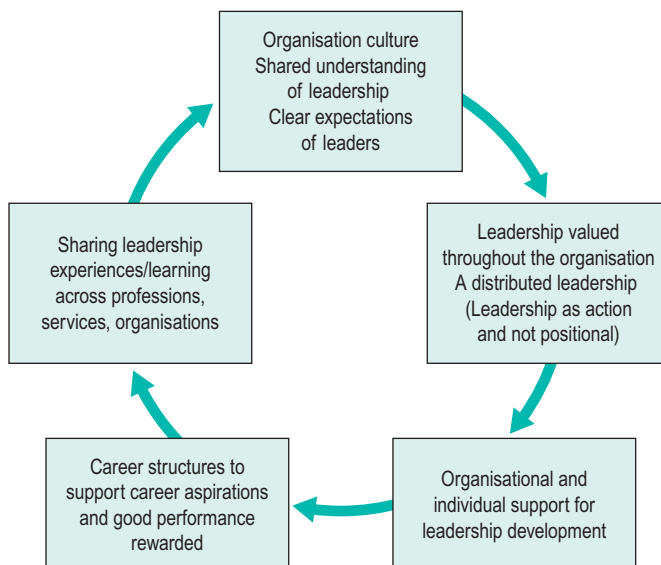 Organisation culture
Shared understanding
of leadership
Clear expectations
of leaders
Leadership valued
throughout the organisation
A distributed leadership
(Leadership as action
and not positional)
Organisational and
individual support for
leadership development
Career structures to
support career aspirations
and good performance
rewarded
Sharing leadership
experiences/learning
across professions,
services, organisations